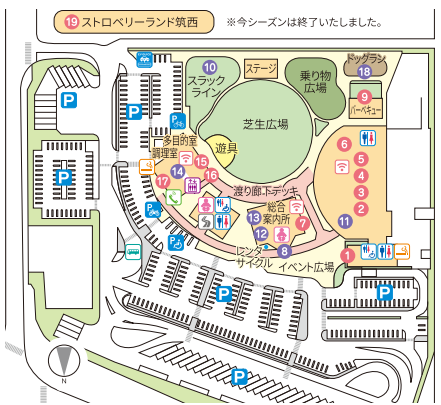 19 ストロベリーランド筑西 ※今シーズンは終了いたしました。
10
スラック
ライン
ステージ
乗り物
広場
ドッグラン
18
9
バーベキュー
P
P
P
芝生広場
遊具
多目的室
調理室
15
14
16
17
6
5
4
3
2
11
渡り廊下デッキ
総合
案内所
13
12
7
8
レンタ
サイクル
イベント広場
1
P
P
P
P
P
N